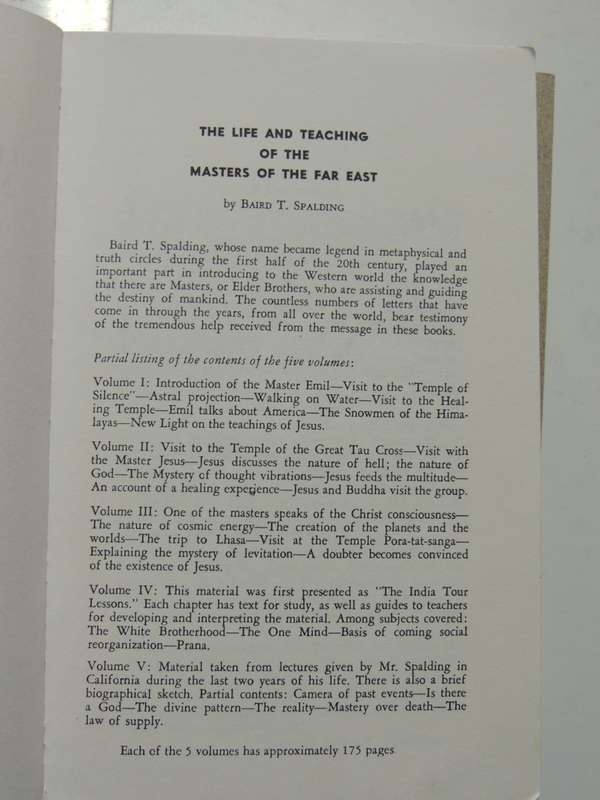 THE LIFE AND TEACHING
OF THE
MASTERS OF THE FAR EAST
by BAIRD T. SPALDING
Baird T. Spalding, whose name became legend in metaphysical and
truth circles during the first half of the 20th century, played an
important part in introducing to the Western world the knowledge
that there are Masters, or Elder Brothers, who are assisting and guiding
the destiny of mankind. The countless numbers of letters that have
come in through the years, from all over the world, bear testimony
of the tremendous help received from the message in these books.
Partial listing of the contents of the five volumes:
Volume I: Introduction of the Master Emil—Visit to the "Temple of
Silence"—Astral projection—Walking on Water—Visit to the Heal-
ing Temple—Emil talks about America—The Snowmen of the Hima-
layas—New Light on the teachings of Jesus.
Volume II: Visit to the Temple of the Great Tau Cross—Visit with
the Master Jesus—Jesus discusses the nature of hell; the nature of
God—The Mystery of thought vibrations—Jesus feeds the multitude—
An account of a healing experience—Jesus and Buddha visit the group.
Volume III: One of the masters speaks of the Christ consciousness—
The nature of cosmic energy—The creation of the planets and the
worlds—The trip to Lhasa—Visit at the Temple Pora-tat-sanga—
Explaining the mystery of levitation—A doubter becomes convinced
of the existence of Jesus.
Volume IV: This material was first presented as "The India Tour
Lessons." Each chapter has text for study, as well as guides to teachers
for developing and interpreting the material. Among subjects covered:
The White Brotherhood—The One Mind—Basis of coming social
reorganization—Prana.
Volume V: Material taken from lectures given by Mr. Spalding in
California during the last two years of his life. There is also a brief
biographical sketch. Partial contents: Camera of past events—Is there
a God—The divine pattern—The reality—Mastery over death—The
law of supply.
Each of the 5 volumes has approximately 175 pages